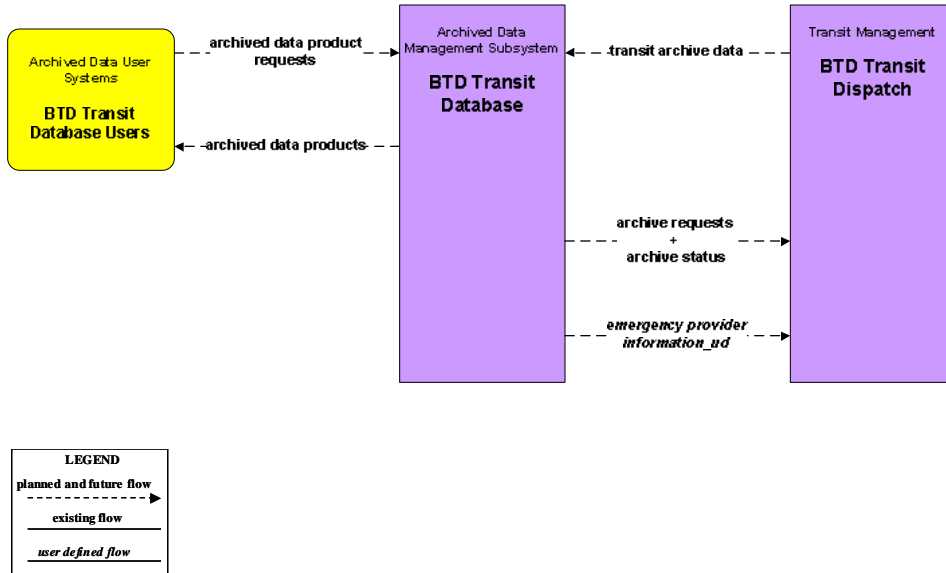 Archived Data User
Systems
BTD Transit
Database Users
archived data product
requests
archived data products
Archived Data
Management Subsystem
BTD Transit
Database
transit archive data
archive requests
+
archive status
emergency provider
information_ud
Transit Management
BTD Transit
Dispatch
LEGEND
planned and future flow
existing flow
user defined flow